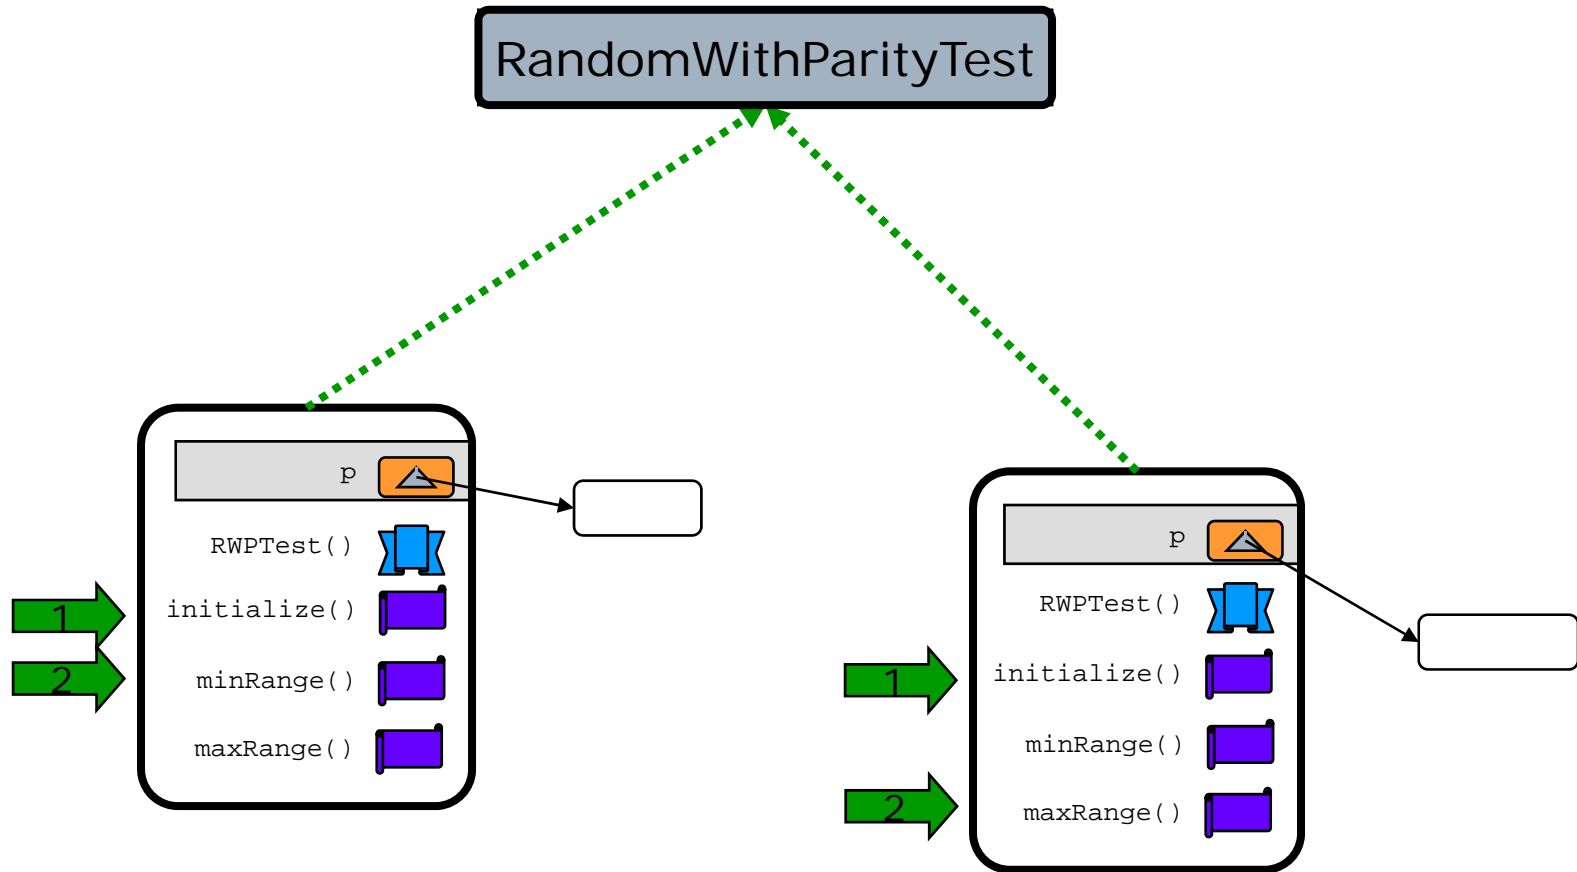 RandomWithParityTest
p
RWPTest()
1 initialize()
2 minRange()
maxRange()
p
RWPTest()
1 initialize()
minRange()
2 maxRange()